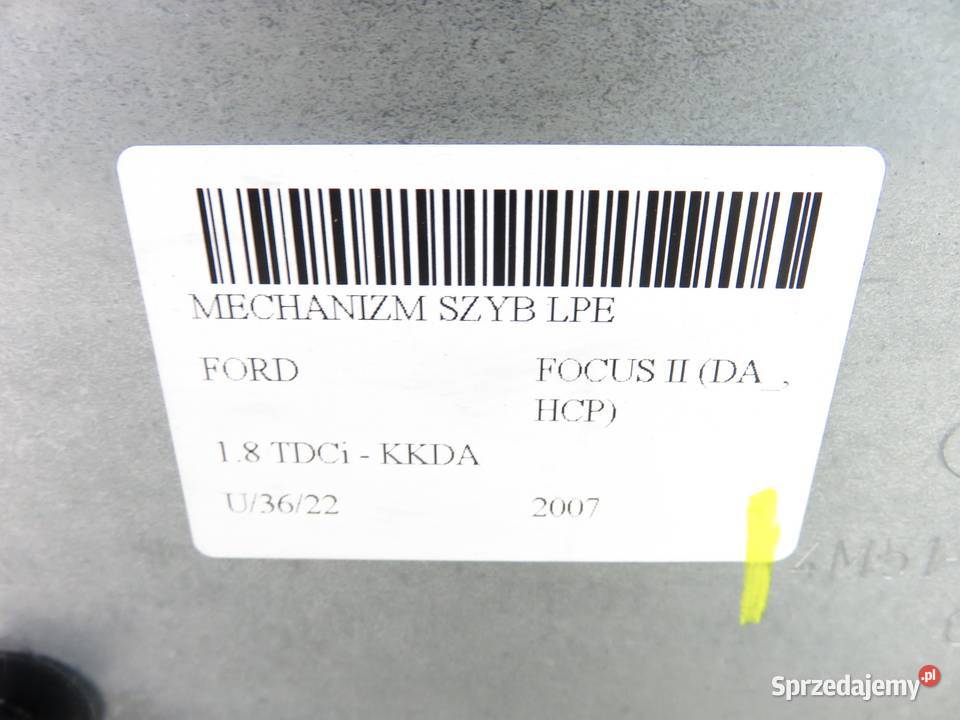 MECHANIZM SZYB LPE
FORD FOCUS II (DA_,
HCP)
1.8 TDCi - KKDA
U/36/22 2007
4M51-
Sprzedajemy.pl